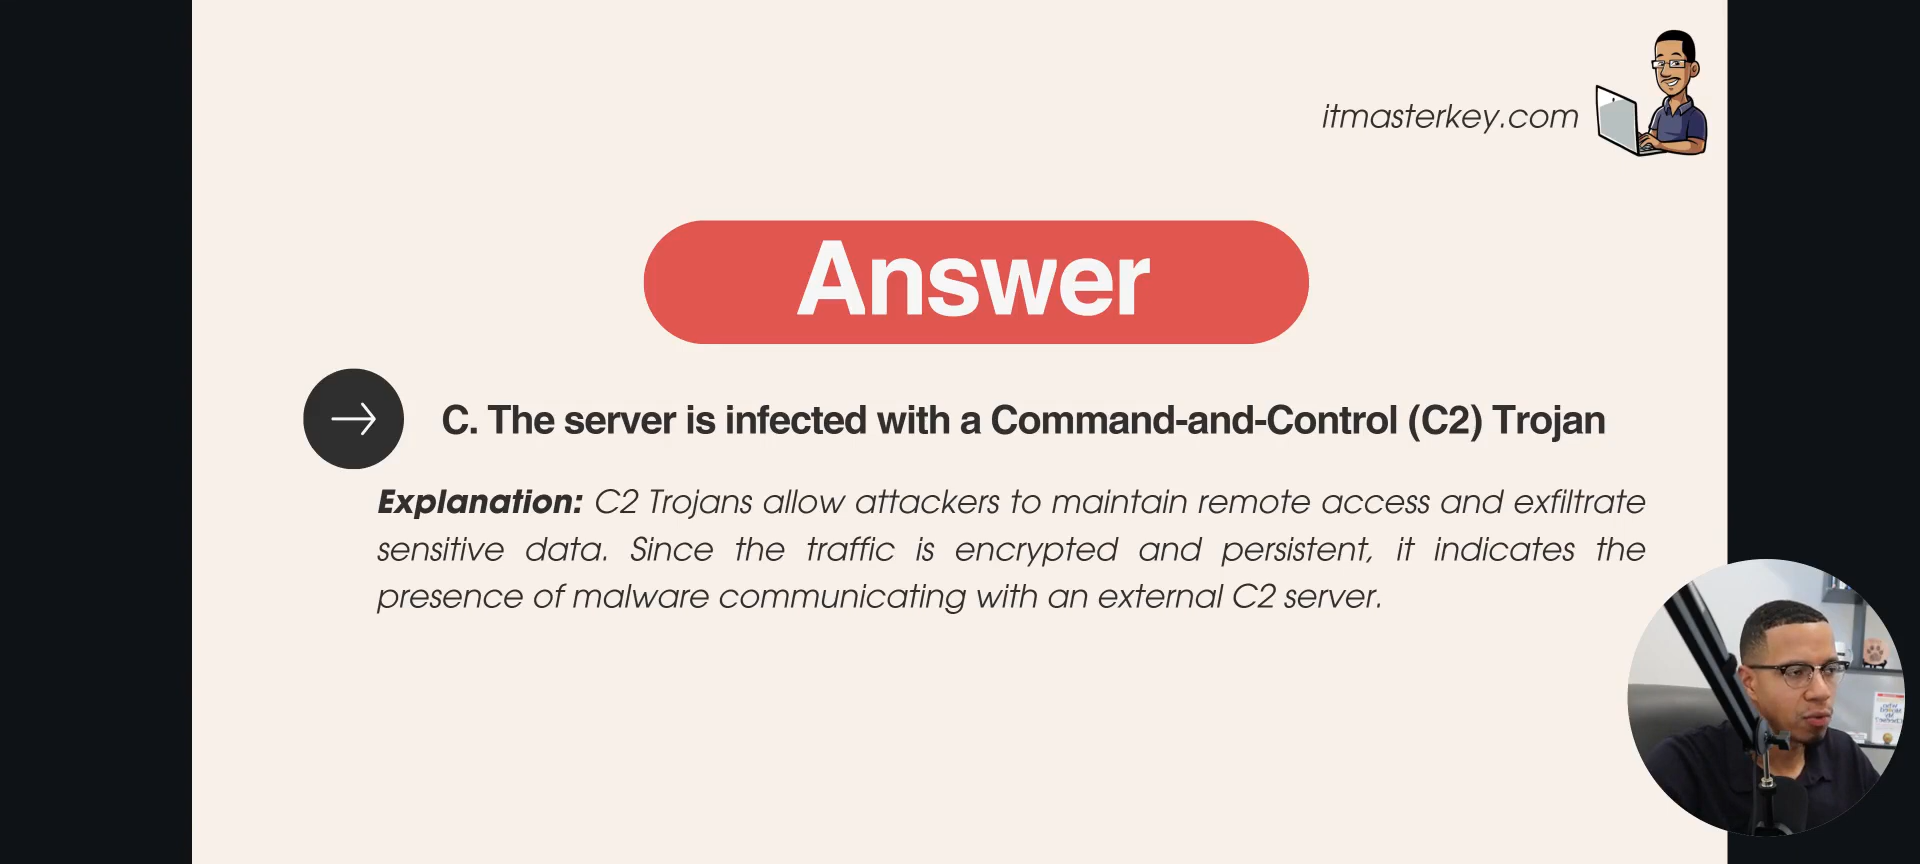 itmasterkey.com
Answer
C. The server is infected with a Command-and-Control (C2) Trojan
Explanation: C2 Trojans allow attackers to maintain remote access and exfiltrate
sensitive data. Since the traffic is encrypted and persistent, it indicates the
presence of malware communicating with an external C2 server.